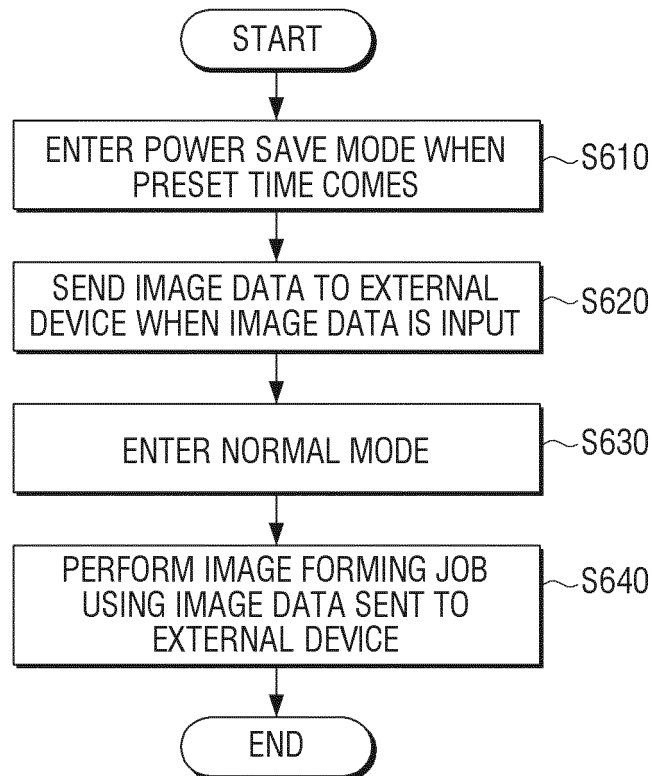 START
ENTER POWER SAVE MODE WHEN
PRESET TIME COMES
S610
SEND IMAGE DATA TO EXTERNAL
DEVICE WHEN IMAGE DATA IS INPUT
S620
ENTER NORMAL MODE
S630
PERFORM IMAGE FORMING JOB
USING IMAGE DATA SENT TO
EXTERNAL DEVICE
S640
END